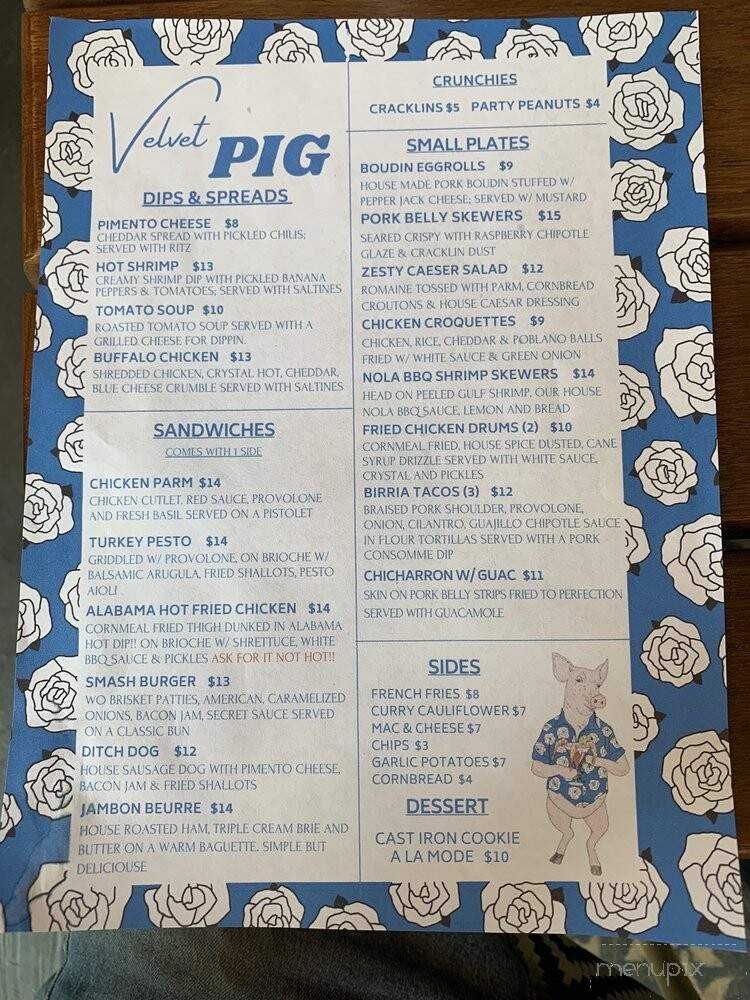 Velvet
PIG
DIPS & SPREADS
PIMENTO CHEESE $8
CHEDDAR SPREAD WITH PICKLED CHILIS;
SERVED WITH RITZ
HOT SHRIMP $13
CREAMY SHRIMP DIP WITH PICKLED BANANA
PEPPERS & TOMATOES; SERVED WITH SALTINES
TOMATO SOUP $10
ROASTED TOMATO SOUP SERVED WITH A
GRILLED CHEESE FOR DIPPIN.
BUFFALO CHICKEN $13
SHREDDED CHICKEN, CRYSTAL HOT, CHEDDAR,
BLUE CHEESE CRUMBLE SERVED WITH SALTINES
SANDWICHES
COMES WITH 1 SIDE
CHICKEN PARM $14
CHICKEN CUTLET, RED SAUCE, PROVOLONE
AND FRESH BASIL SERVED ON A PISTOLET
TURKEY PESTO $14
GRIDDLED W/ PROVOLONE, ON BRIOCHE W/
BALSAMIC ARUGULA, FRIED SHALLOTS, PESTO
AIOLI
ALABAMA HOT FRIED CHICKEN $14
CORNMEAL FRIED THIGH DUNKED IN ALABAMA
HOT DIP!! ON BRIOCHE W/ SHRETTUCE, WHITE
BBQ SAUCE & PICKLES ASK FOR IT NOT HOT!!
SMASH BURGER $13
WO BRISKET PATTIES, AMERICAN, CARAMELIZED
ONIONS, BACON JAM, SECRET SAUCE SERVED
ON A CLASSIC BUN
DITCH DOG $12
HOUSE SAUSAGE DOG WITH PIMENTO CHEESE,
BACON JAM & FRIED SHALLOTS
JAMBON BEURRE $14
HOUSE ROASTED HAM, TRIPLE CREAM BRIE AND
BUTTER ON A WARM BAGUETTE. SIMPLE BUT
DELICIOUSE
CRUNCHIES
CRACKLINS $5 PARTY PEANUTS $4
SMALL PLATES
BOUDIN EGGROLLS $9
HOUSE MADE PORK BOUDIN STUFFED W/
PEPPER JACK CHEESE; SERVED W/ MUSTARD
PORK BELLY SKEWERS $15
SEARED CRISPY WITH RASPBERRY CHIPOTLE
GLAZE & CRACKLIN DUST
ZESTY CAESER SALAD $12
ROMAINE TOSSED WITH PARM, CORNBREAD
CROUTONS & HOUSE CAESAR DRESSING
CHICKEN CROQUETTES $9
CHICKEN, RICE, CHEDDAR & POBLANO BALLS
FRIED W/ WHITE SAUCE & GREEN ONION
NOLA BBQ SHRIMP SKEWERS $14
HEAD ON PEELED GULF SHRIMP, OUR HOUSE
NOLA BBQ SAUCE, LEMON AND BREAD
FRIED CHICKEN DRUMS (2) $10
CORNMEAL FRIED, HOUSE SPICE DUSTED, CANE
SYRUP DRIZZLE SERVED WITH WHITE SAUCE,
CRYSTAL AND PICKLES
BIRRIA TACOS (3) $12
BRAISED PORK SHOULDER, PROVOLONE,
ONION, CILANTRO, GUAJILLO CHIPOTLE SAUCE
IN FLOUR TORTILLAS SERVED WITH A PORK
CONSOMME DIP
CHICHARRON W/ GUAC $11
SKIN ON PORK BELLY STRIPS FRIED TO PERFECTION
SERVED WITH GUACAMOLE
SIDES
FRENCH FRIES $8
CURRY CAULIFLOWER $7
MAC & CHEESE $7
CHIPS $3
GARLIC POTATOES $7
CORNBREAD $4
DESSERT
CAST IRON COOKIE
A LA MODE $10
menupix